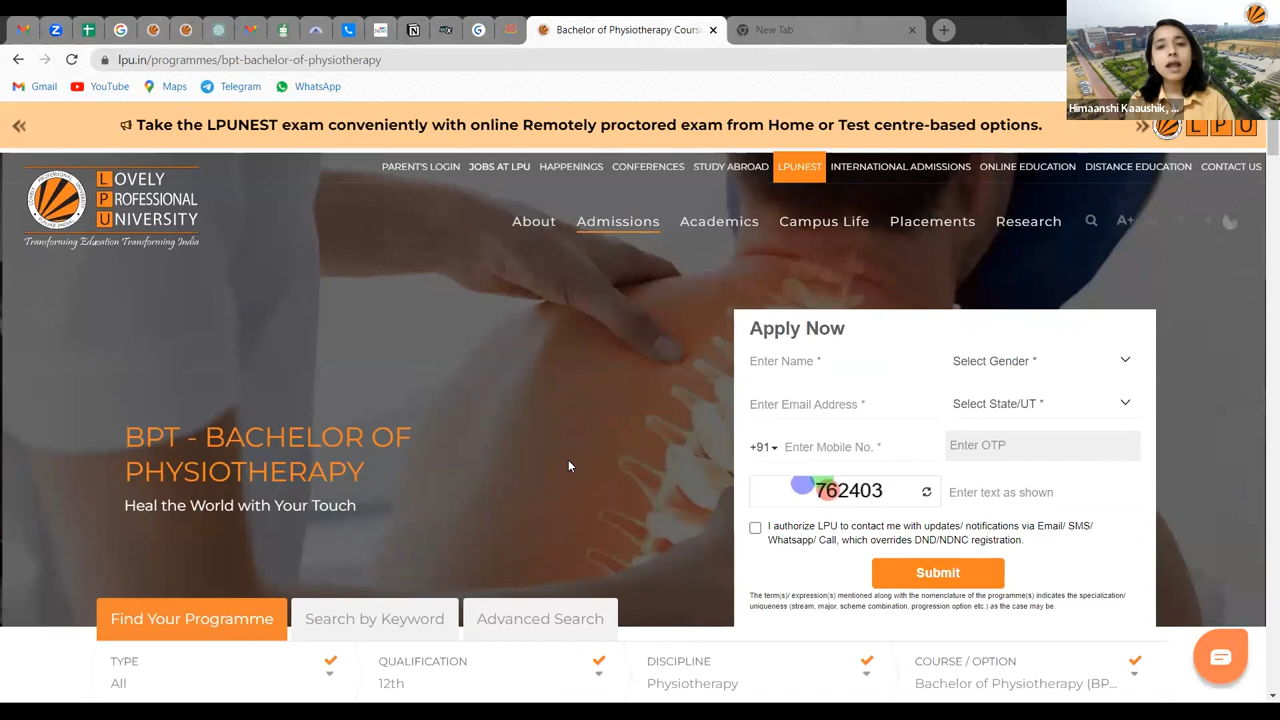 Bachelor of Physiotherapy Cours
New Tab
lpu.in/programmes/bpt-bachelor-of-physiotherapy
Gmail YouTube Maps Telegram WhatsApp
Himaanshi Kaaushik, ...
Take the LPUNEST exam conveniently with online Remotely proctored exam from Home or Test centre-based options.
LPU
PARENT'S LOGIN JOBS AT LPU HAPPENINGS CONFERENCES STUDY ABROAD LPUNEST INTERNATIONAL ADMISSIONS ONLINE EDUCATION DISTANCE EDUCATION CONTACT US
LOVELY
PROFESSIONAL
UNIVERSITY
Transforming Education Transforming India
About Admissions Academics Campus Life Placements Research A+
Apply Now
Enter Name * Select Gender *
Enter Email Address * Select State/UT *
+91 Enter Mobile No. * Enter OTP
762403 Enter text as shown
I authorize LPU to contact me with updates/ notifications via Email/ SMS/
Whatsapp/ Call, which overrides DND/NDNC registration.
Submit
The term(s)/ expression(s) mentioned along with the nomenclature of the programme(s) indicates the specialization/
uniqueness (stream, major, scheme combination, progression option etc.) as the case may be.
BPT - BACHELOR OF
PHYSIOTHERAPY
Heal the World with Your Touch
Find Your Programme Search by Keyword Advanced Search
TYPE QUALIFICATION DISCIPLINE COURSE / OPTION
All 12th Physiotherapy Bachelor of Physiotherapy (BP...